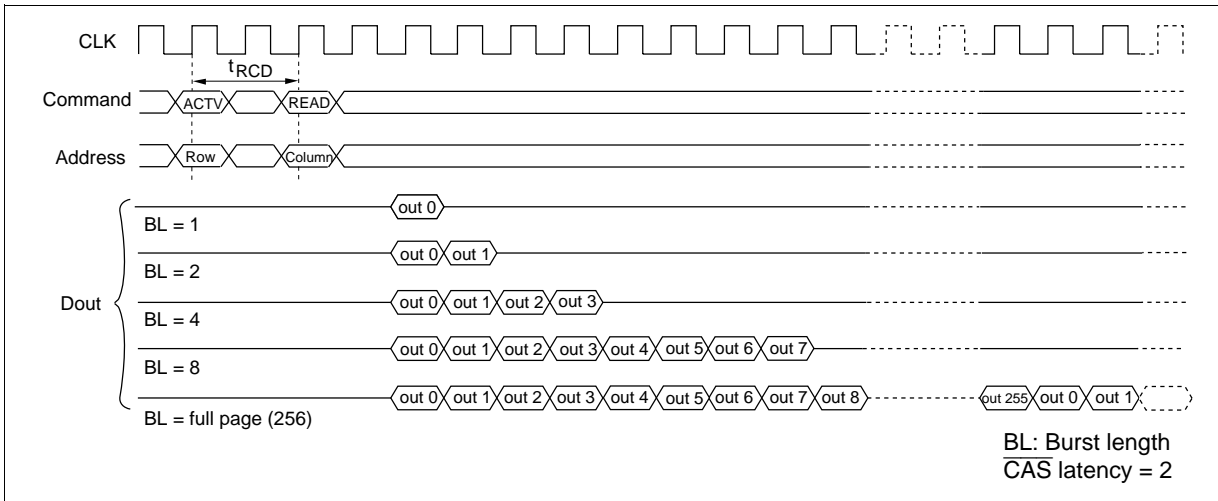 CLK
tRCD
Command ACTV READ
Address Row Column
out 0
BL = 1
out 0 out 1
BL = 2
Dout
out 0 out 1 out 2 out 3
BL = 4
out 0 out 1 out 2 out 3 out 4 out 5 out 6 out 7
BL = 8
out 0 out 1 out 2 out 3 out 4 out 5 out 6 out 7 out 8 out 255 out 0 out 1
BL = full page (256)
BL: Burst length
C̅A̅S̅ latency = 2